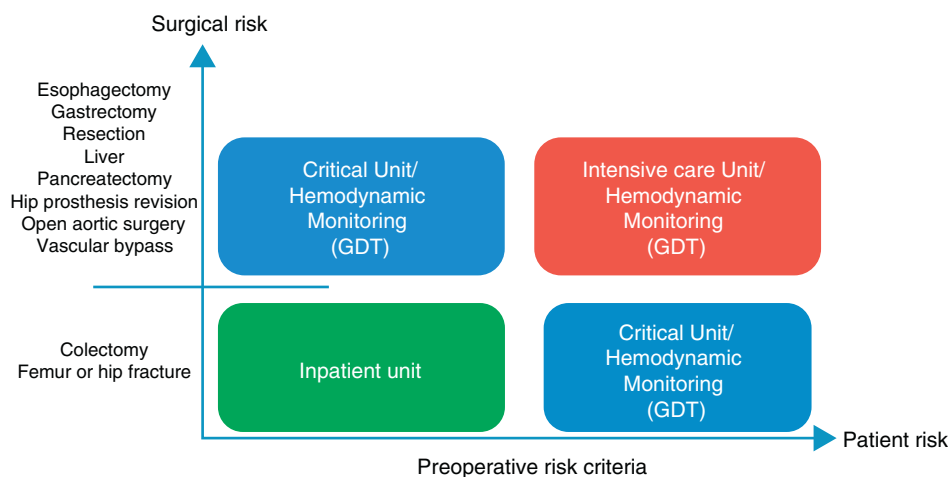 Surgical risk
Esophagectomy
Gastrectomy
Resection
Liver
Pancreatectomy
Hip prosthesis revision
Open aortic surgery
Vascular bypass
Critical Unit/
Hemodynamic
Monitoring
(GDT)
Intensive care Unit/
Hemodynamic
Monitoring
(GDT)
Colectomy
Femur or hip fracture
Inpatient unit
Critical Unit/
Hemodynamic
Monitoring
(GDT)
Patient risk
Preoperative risk criteria